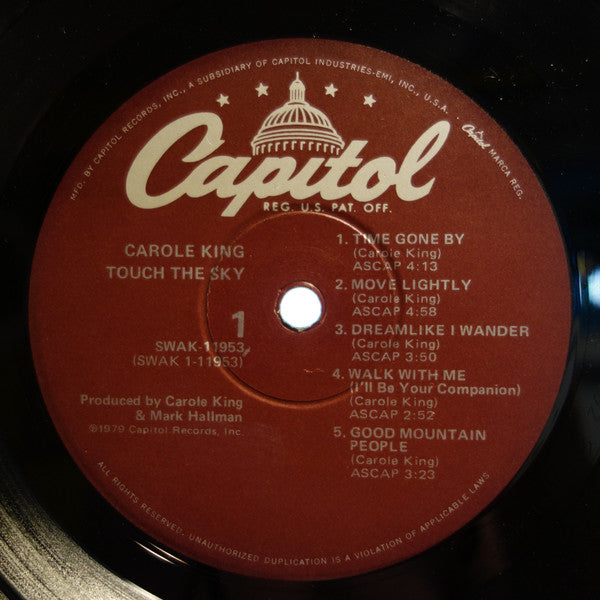 MFD. BY CAPITOL RECORDS, INC., A SUBSIDIARY OF CAPITOL INDUSTRIES-EMI, INC., U.S.A.
Capitol MARCA REG.
Capitol
REG. U.S. PAT. OFF.
CAROLE KING
TOUCH THE SKY
1
SWAK-11953
(SWAK 1-11953)
Produced by Carole King
& Mark Hallman
©1979 Capitol Records, Inc.
1. TIME GONE BY
(Carole King)
ASCAP 4:13
2. MOVE LIGHTLY
(Carole King)
ASCAP 4:58
3. DREAMLIKE I WANDER
(Carole King)
ASCAP 3:50
4. WALK WITH ME
(I'll Be Your Companion)
(Carole King)
ASCAP 2:52
5. GOOD MOUNTAIN
PEOPLE
(Carole King)
ASCAP 3:23
ALL RIGHTS RESERVED. UNAUTHORIZED DUPLICATION IS A VIOLATION OF APPLICABLE LAWS